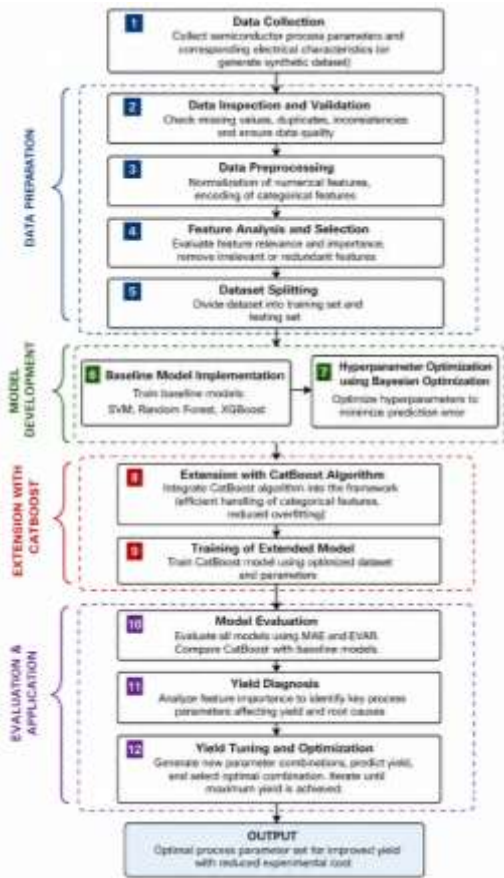 1
Data Collection
Collect semiconductor process parameters and
corresponding electrical characteristics (or
generate synthetic dataset)
DATA PREPARATION
2
Data Inspection and Validation
Check missing values, duplicates, inconsistencies
and ensure data quality
3
Data Preprocessing
Normalization of numerical features,
encoding of categorical features
4
Feature Analysis and Selection
Evaluate feature relevance and importance,
remove irrelevant or redundant features
5
Dataset Splitting
Divide dataset into training set and
testing set
MODEL
DEVELOPMENT
6
Baseline Model Implementation
Train baseline models:
SVM, Random Forest, XGBoost
7
Hyperparameter Optimization
using Bayesian Optimization
Optimize hyperparameters to
minimize prediction error
EXTENSION WITH
CATBOOST
8
Extension with CatBoost Algorithm
Integrate CatBoost algorithm into the framework
(efficient handling of categorical features,
reduced overfitting)
9
Training of Extended Model
Train CatBoost model using optimized dataset
and parameters
EVALUATION &
APPLICATION
10
Model Evaluation
Evaluate all models using MAE and EVAR.
Compare CatBoost with baseline models.
11
Yield Diagnosis
Analyze feature importance to identify key process
parameters affecting yield and root causes
12
Yield Tuning and Optimization
Generate new parameter combinations, predict yield,
and select optimal combination. Iterate until
maximum yield is achieved.
OUTPUT
Optimal process parameter set for improved yield
with reduced experimental cost